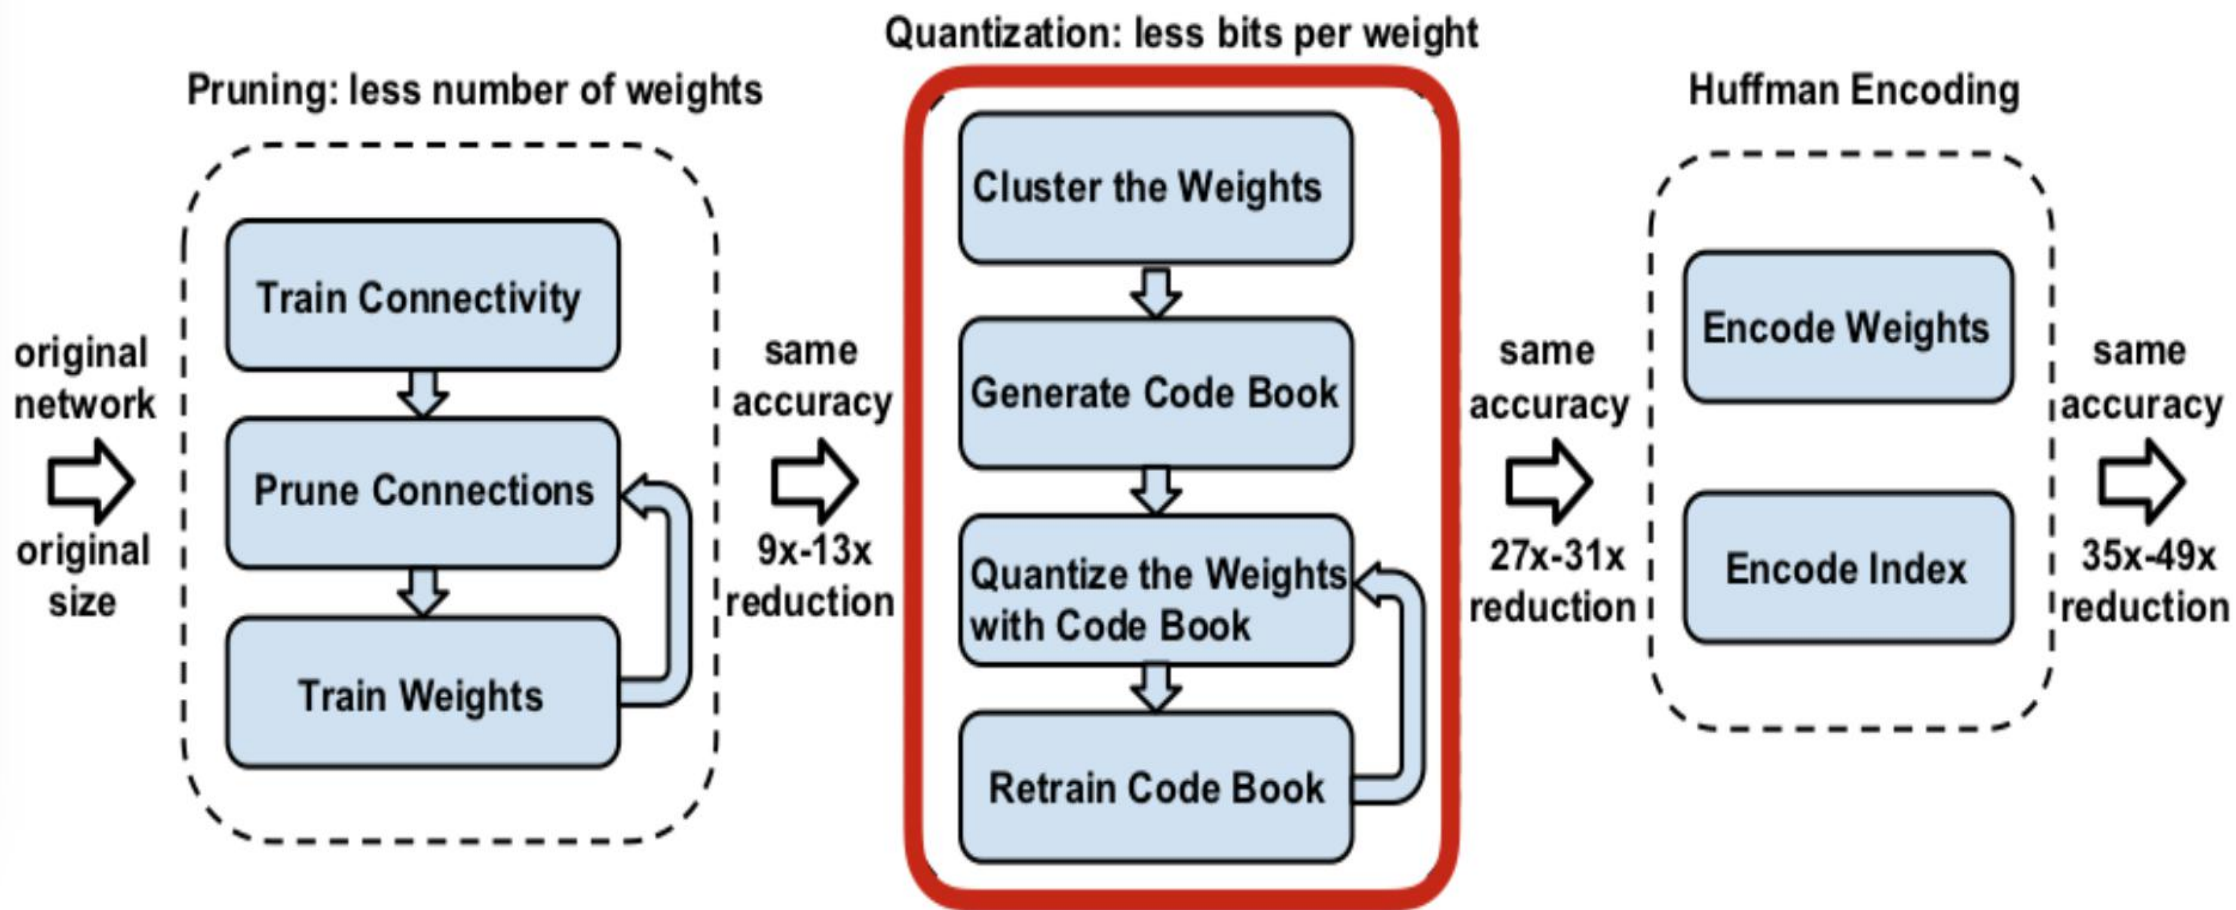 Quantization: less bits per weight
Pruning: less number of weights
Huffman Encoding
original
network
original
size
Train Connectivity
Prune Connections
Train Weights
same
accuracy
9x-13x
reduction
Cluster the Weights
Generate Code Book
Quantize the Weights
with Code Book
Retrain Code Book
same
accuracy
27x-31x
reduction
Encode Weights
Encode Index
same
accuracy
35x-49x
reduction